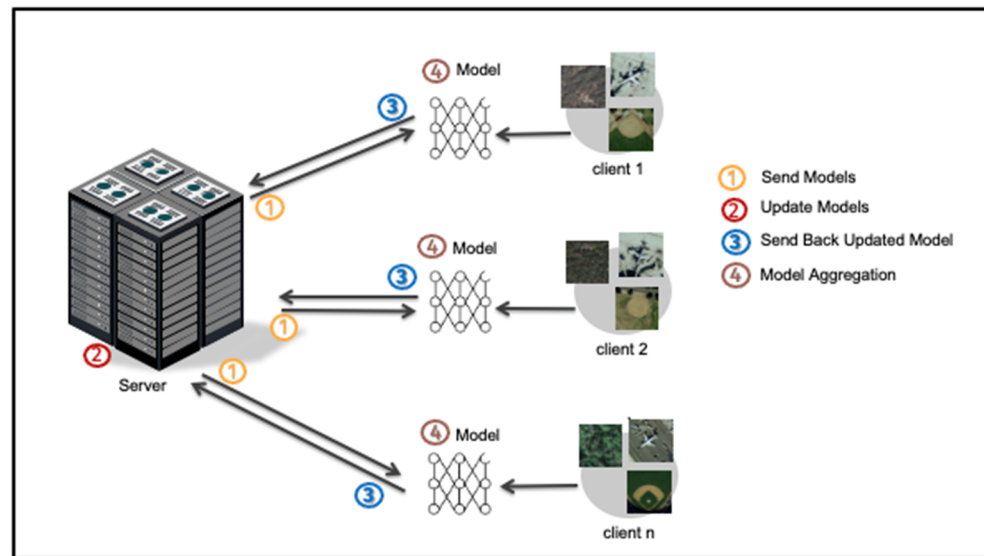 4 Model
3
1
client 1
1 Send Models
2 Update Models
3 Send Back Updated Model
4 Model Aggregation
4 Model
3
1
client 2
2
Server
1
4 Model
3
client n